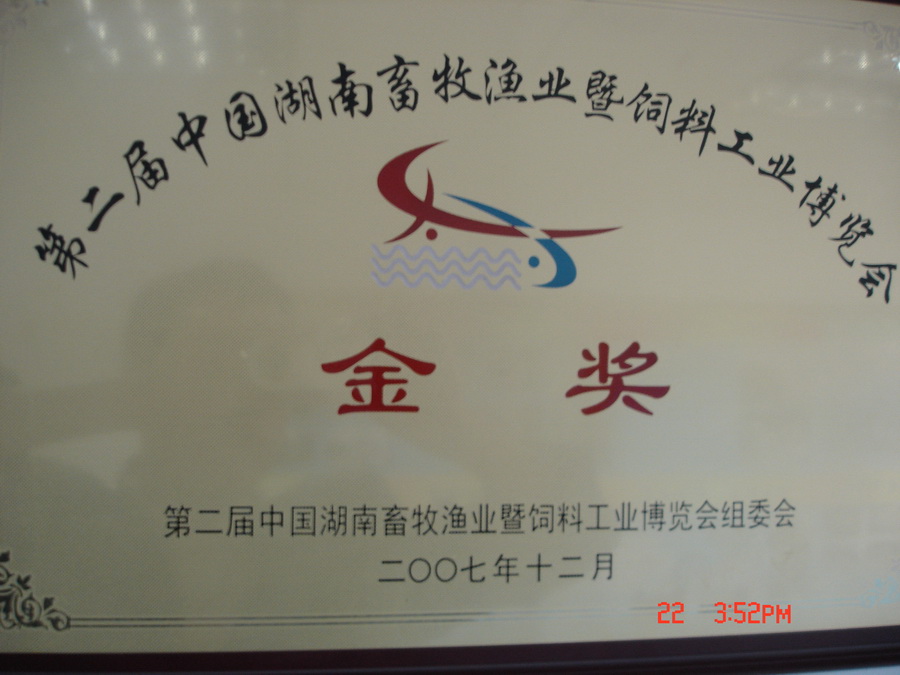 第二届中国湖南畜牧渔业暨饲料工业博览会
金奖
第二届中国湖南畜牧渔业暨饲料工业博览会组委会
二〇〇七年十二月
22 3:52PM